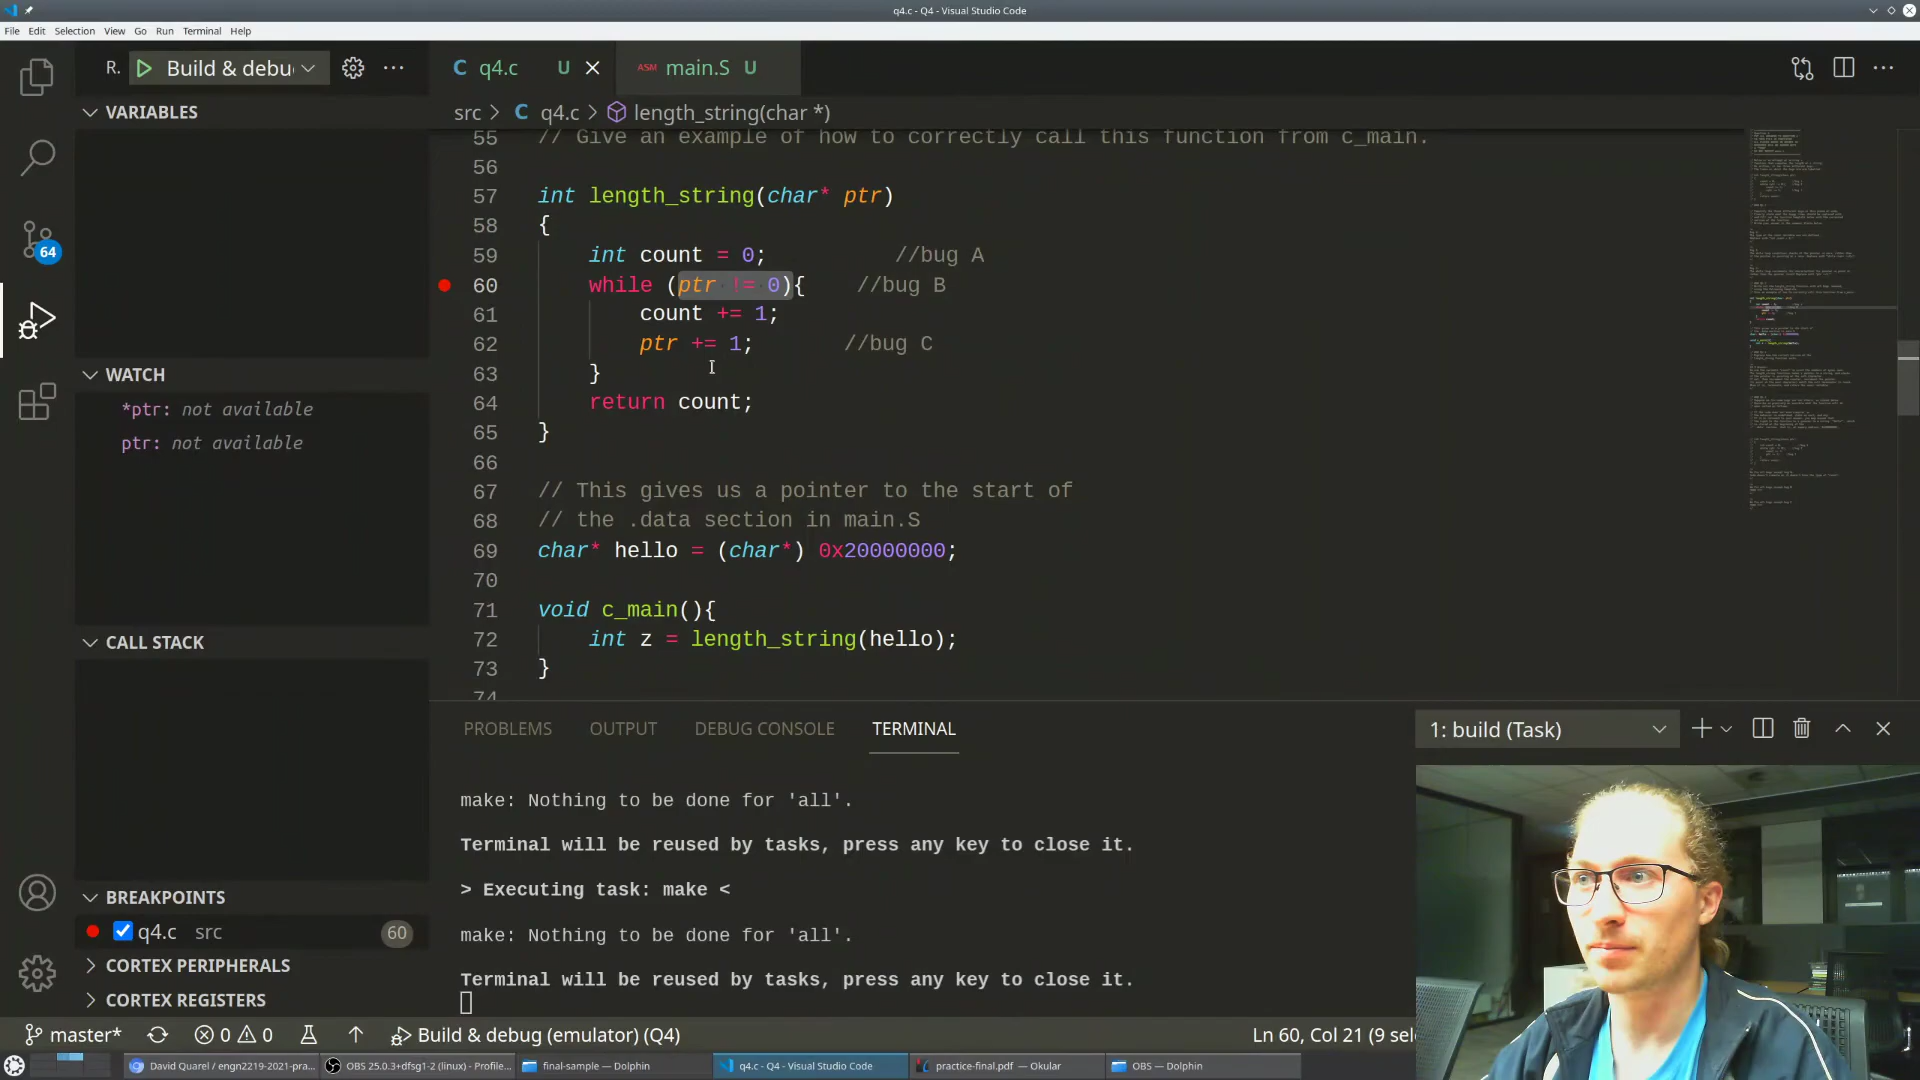 q4.c - Q4 - Visual Studio Code
File Edit Selection View Go Run Terminal Help
R. Build & debu
q4.c U
ASM main.S U
VARIABLES
src > C q4.c > length_string(char *)
55 // Give an example of how to correctly call this function from c_main.
56
57 int length_string(char* ptr)
58 {
59 int count = 0; //bug A
60 while (ptr != 0){ //bug B
61 count += 1;
62 ptr += 1; //bug C
63 }
64 return count;
65 }
66
67 // This gives us a pointer to the start of
68 // the .data section in main.S
69 char* hello = (char*) 0x20000000;
70
71 void c_main(){
72 int z = length_string(hello);
73 }
74
64
WATCH
*ptr: not available
ptr: not available
CALL STACK
BREAKPOINTS
q4.c src 60
CORTEX PERIPHERALS
CORTEX REGISTERS
PROBLEMS OUTPUT DEBUG CONSOLE TERMINAL
1: build (Task)
make: Nothing to be done for 'all'.
Terminal will be reused by tasks, press any key to close it.
> Executing task: make <
make: Nothing to be done for 'all'.
Terminal will be reused by tasks, press any key to close it.
master* 0 0 Build & debug (emulator) (Q4)
Ln 60, Col 21 (9 sele
David Quarel / engn2219-2021-pra...
OBS 25.0.3+dfsg1-2 (linux) - Profile...
final-sample — Dolphin
q4.c - Q4 - Visual Studio Code
practice-final.pdf — Okular
OBS — Dolphin